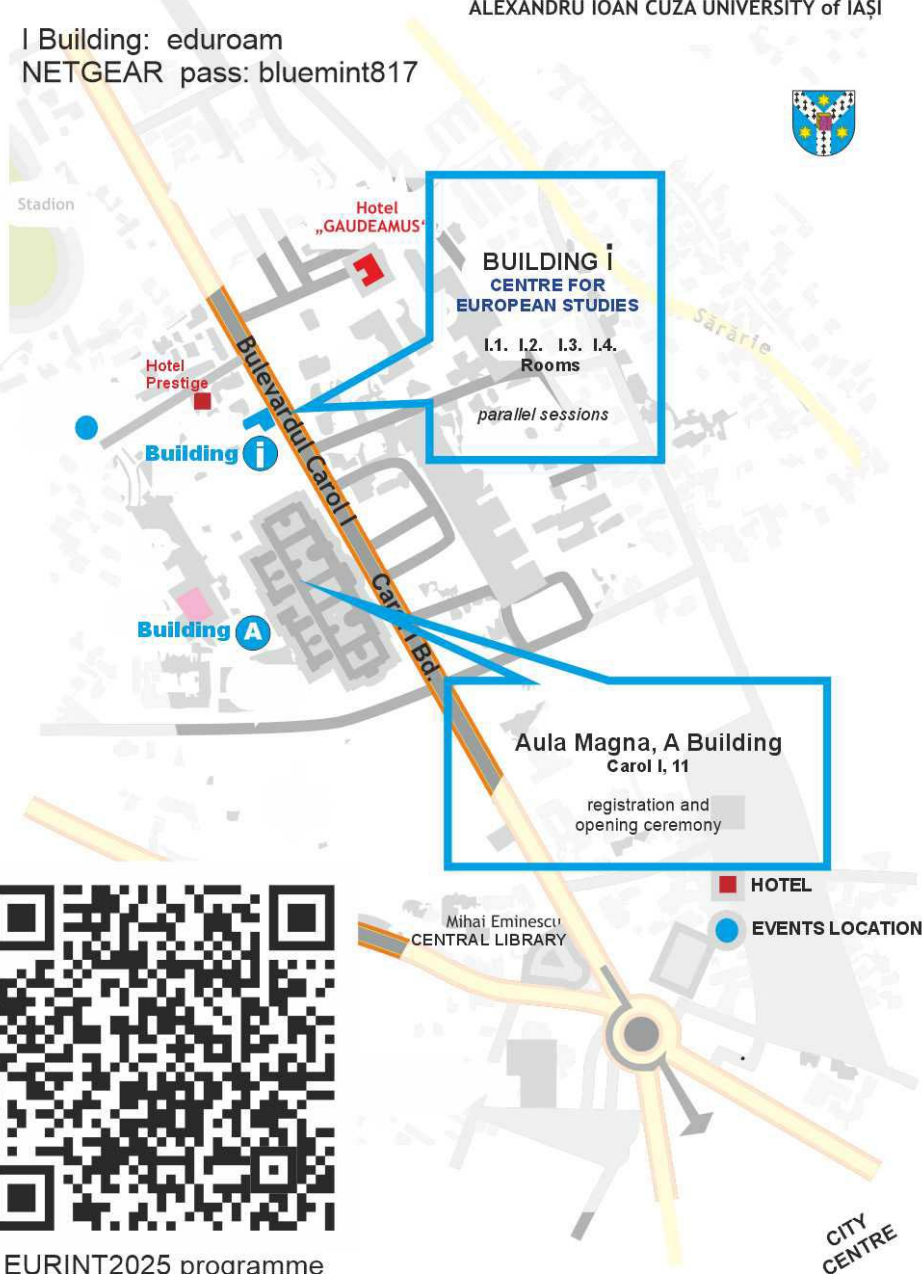 ALEXANDRU IOAN CUZA UNIVERSITY of IAȘI
I Building: eduroam
NETGEAR pass: bluemint817
Stadion
Hotel
„GAUDEAMUS“
BUILDING i
CENTRE FOR
EUROPEAN STUDIES
I.1. I.2. I.3. I.4.
Rooms
parallel sessions
Sărărie
Hotel
Prestige
Bulevardul Carol I
Building i
Building A
Carol I Bd.
Aula Magna, A Building
Carol I, 11
registration and
opening ceremony
HOTEL
EVENTS LOCATION
Mihai Eminescu
CENTRAL LIBRARY
CITY
CENTRE
EURINT2025 programme